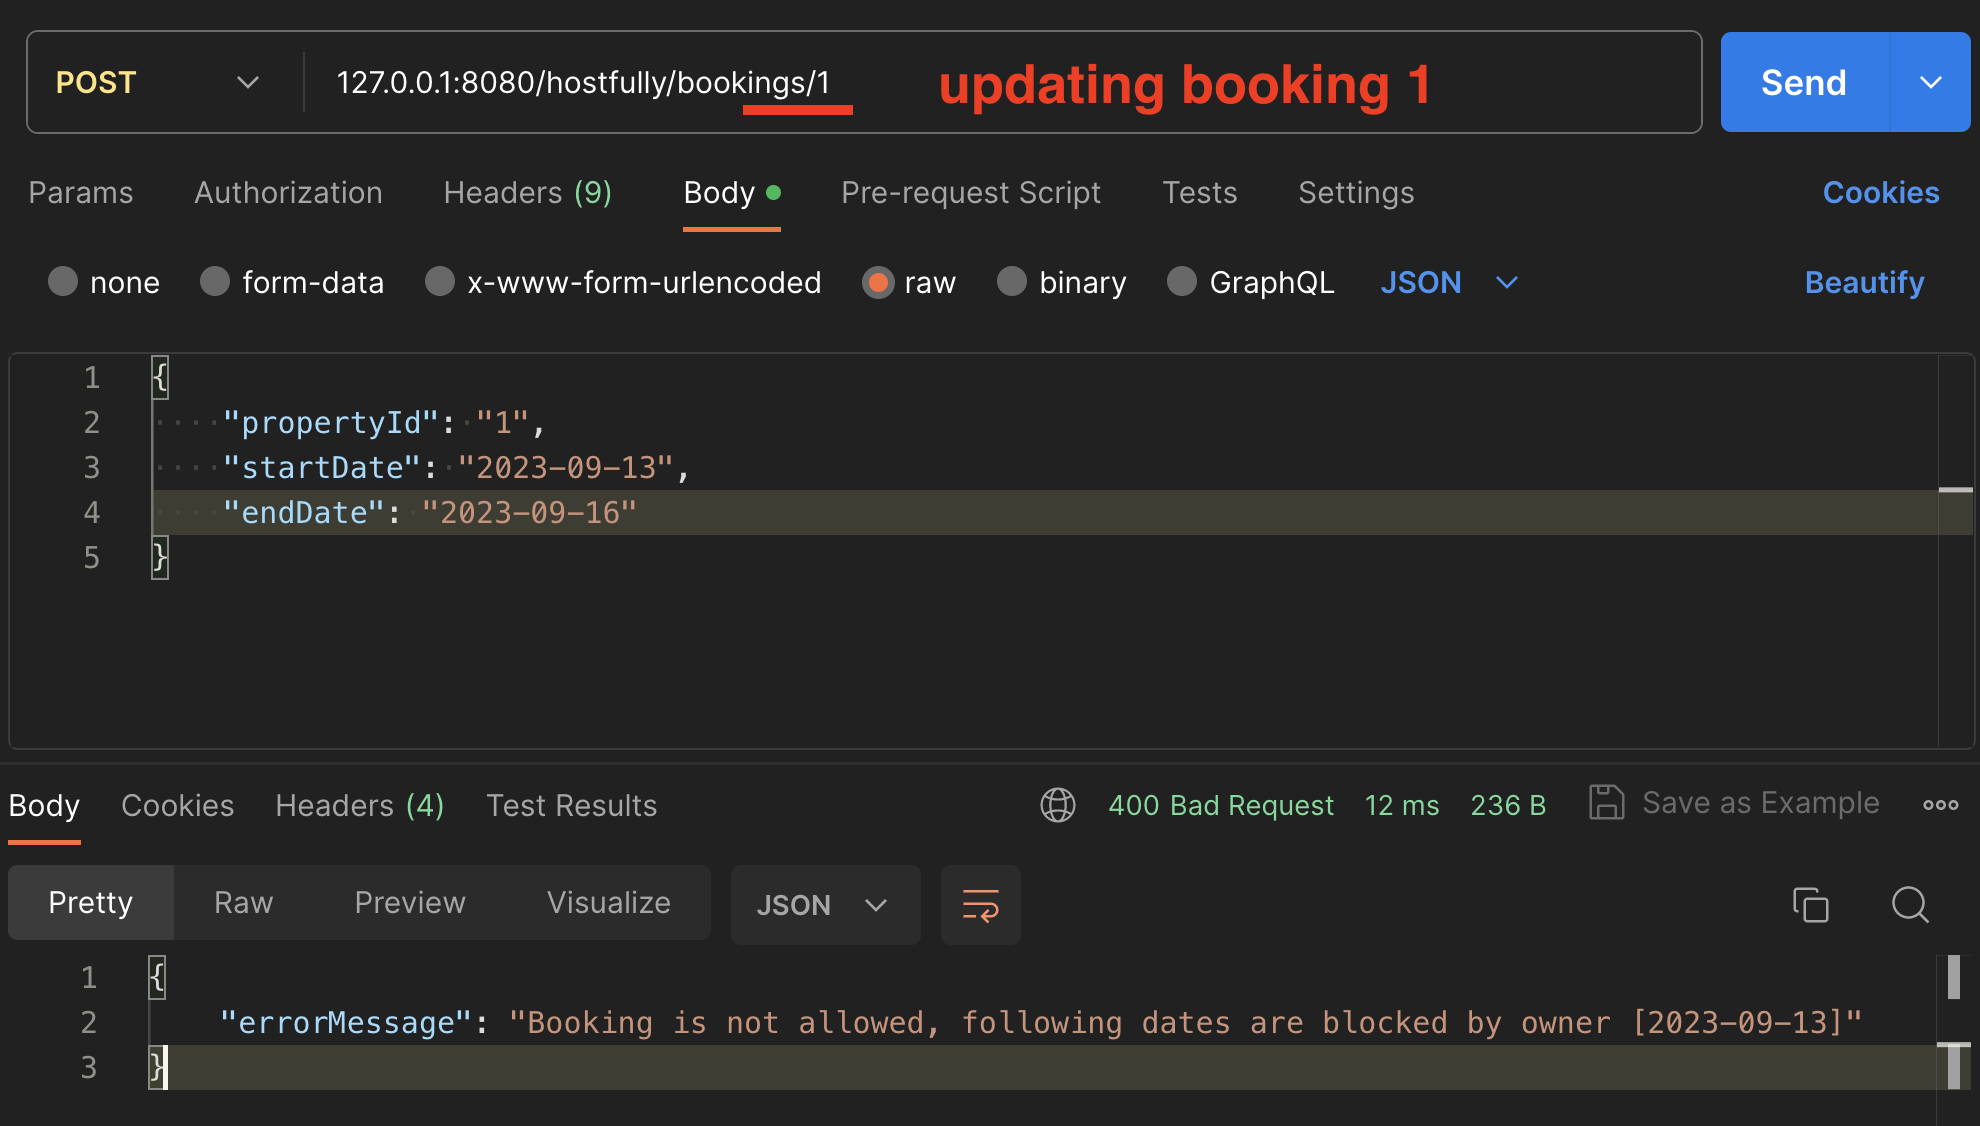 POST 127.0.0.1:8080/hostfully/bookings/1 updating booking 1 Send
Params Authorization Headers (9) Body Pre-request Script Tests Settings Cookies
none form-data x-www-form-urlencoded raw binary GraphQL JSON Beautify
1 {
2 "propertyId": "1",
3 "startDate": "2023-09-13",
4 "endDate": "2023-09-16"
5 }
Body Cookies Headers (4) Test Results 400 Bad Request 12 ms 236 B Save as Example
Pretty Raw Preview Visualize JSON
1 {
2 "errorMessage": "Booking is not allowed, following dates are blocked by owner [2023-09-13]"
3 }